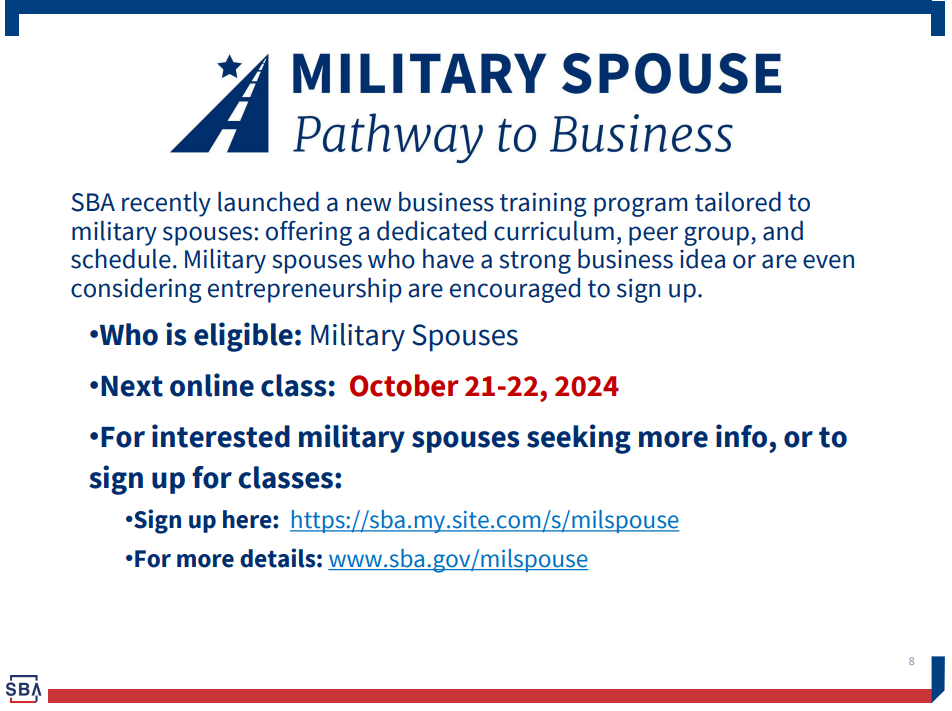 MILITARY SPOUSE
Pathway to Business
SBA recently launched a new business training program tailored to
military spouses: offering a dedicated curriculum, peer group, and
schedule. Military spouses who have a strong business idea or are even
considering entrepreneurship are encouraged to sign up.
•Who is eligible: Military Spouses
•Next online class: October 21-22, 2024
•For interested military spouses seeking more info, or to
sign up for classes:
•Sign up here: https://sba.my.site.com/s/milspouse
•For more details: www.sba.gov/milspouse
8
SBA